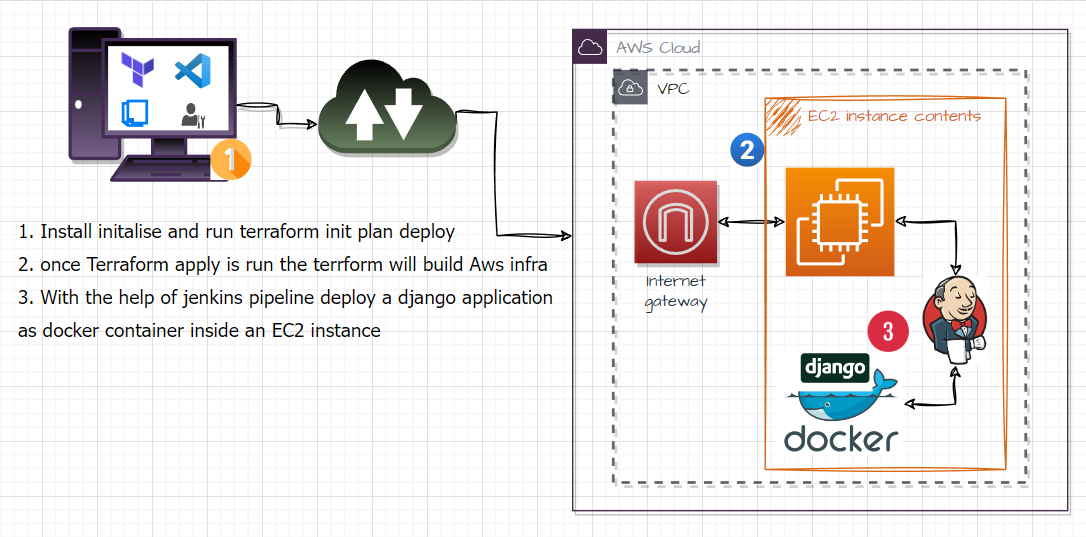 AWS Cloud
VPC
EC2 instance contents
1
2
Internet
gateway
1. Install initalise and run terraform init plan deploy
2. once Terraform apply is run the terrform will build Aws infra
3. With the help of jenkins pipeline deploy a django application
as docker container inside an EC2 instance
3
django
docker